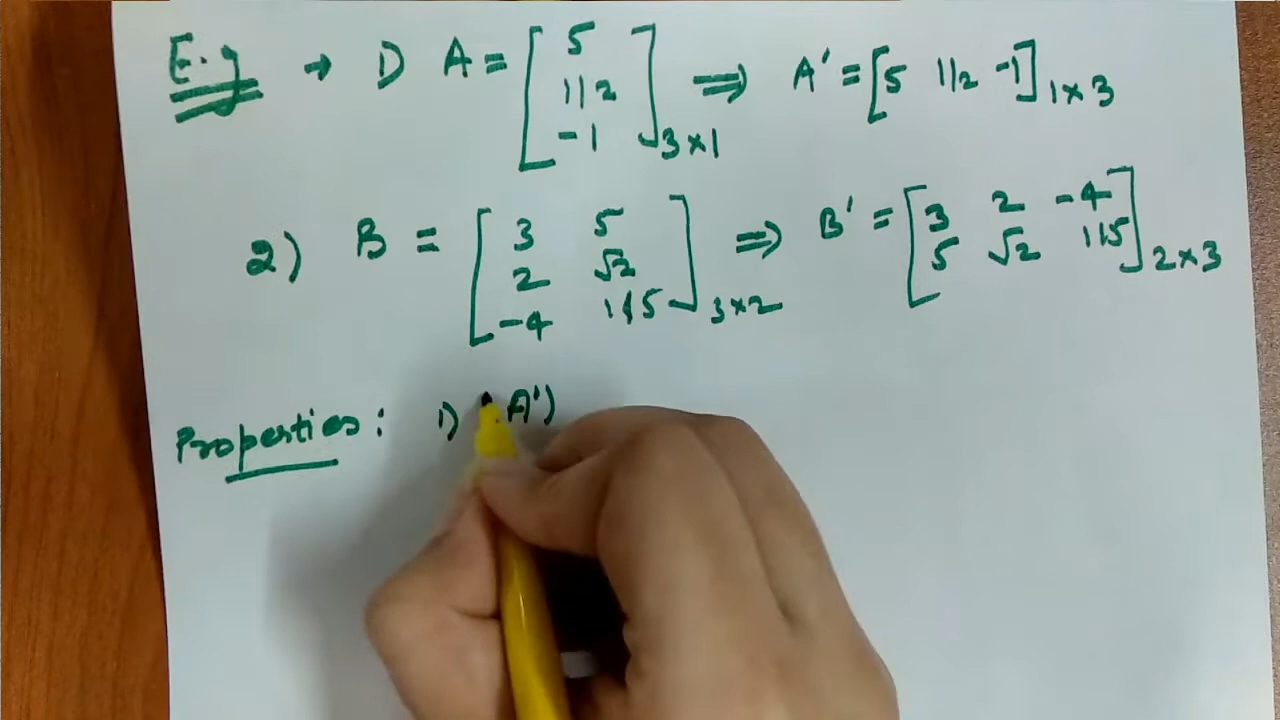 E.g → 1) A = [ 5 1/2 -1 ] 3×1 ⇒ A' = [ 5 1/2 -1 ] 1×3
2) B = [ 3 5 2 √2 -4 1/5 ] 3×2 ⇒ B' = [ 3 2 -4 5 √2 1/5 ] 2×3
Properties: 1) A')